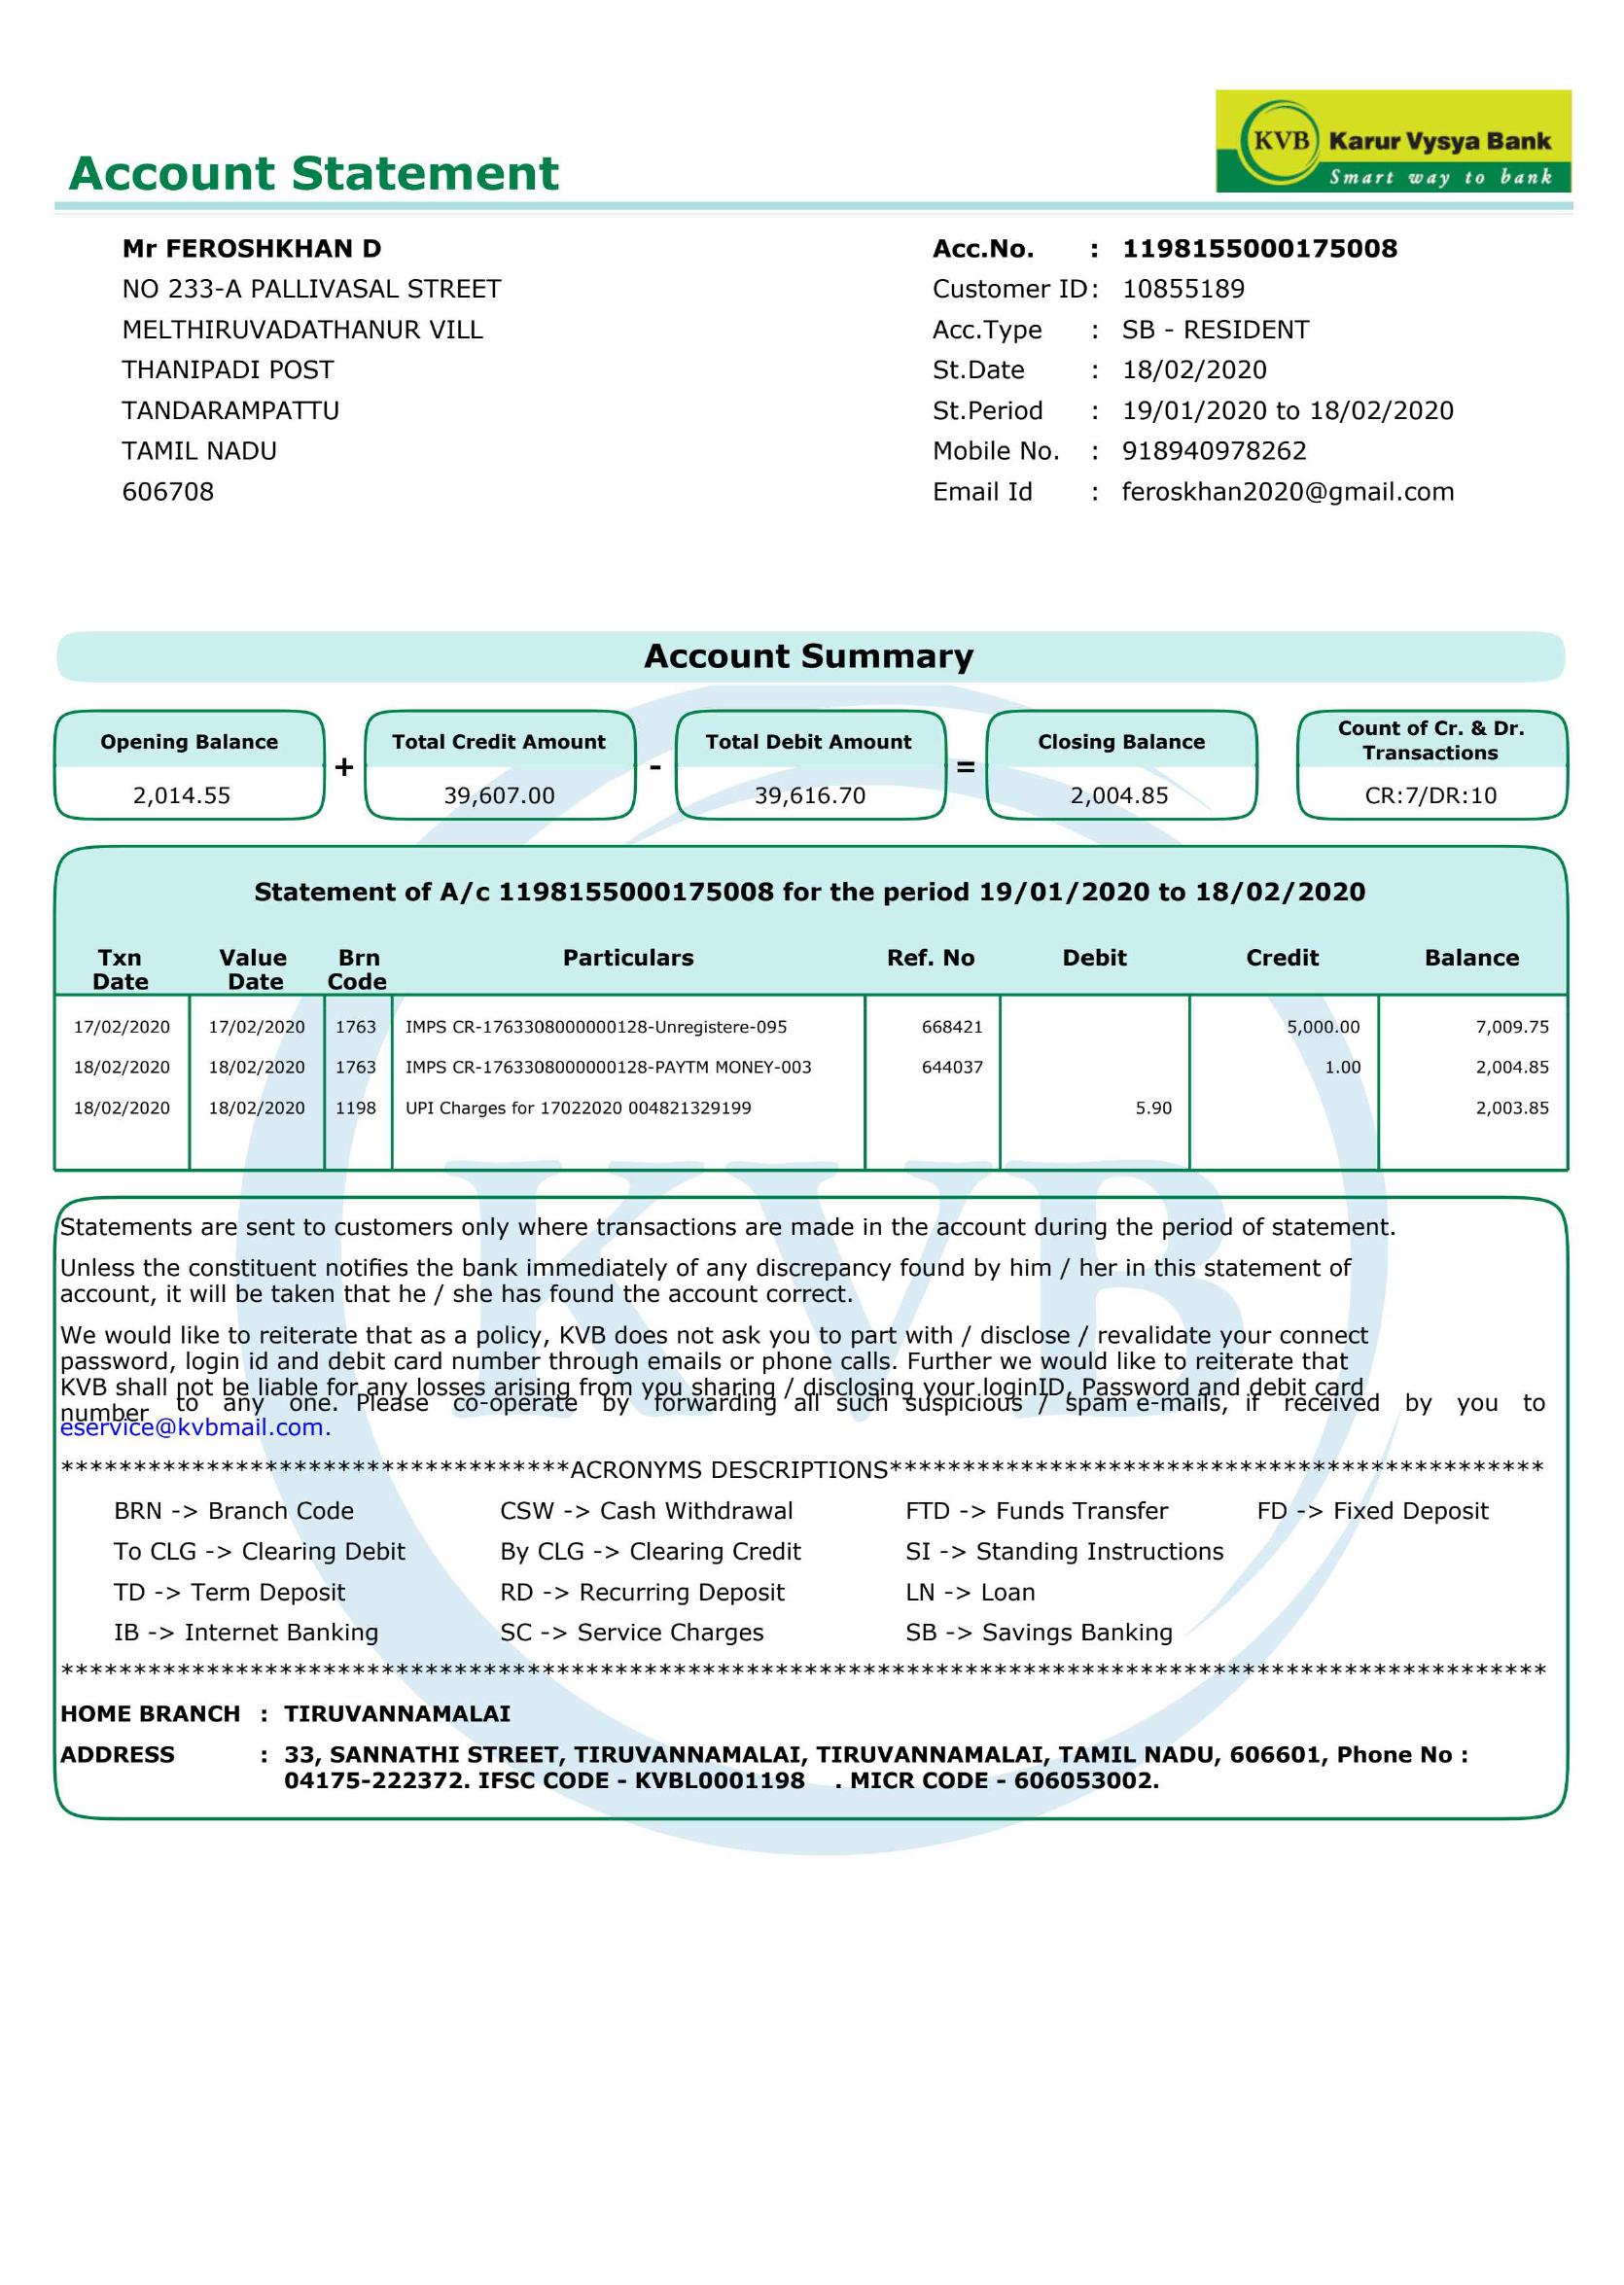 KVB Karur Vysya Bank
Smart way to bank
Account Statement
Mr FEROSHKHAN D
NO 233-A PALLIVASAL STREET
MELTHIRUVADATHANUR VILL
THANIPADI POST
TANDARAMPATTU
TAMIL NADU
606708
Acc.No. : 1198155000175008
Customer ID: 10855189
Acc.Type : SB - RESIDENT
St.Date : 18/02/2020
St.Period : 19/01/2020 to 18/02/2020
Mobile No. : 918940978262
Email Id : feroskhan2020@gmail.com
Account Summary
Opening Balance + Total Credit Amount - Total Debit Amount = Closing Balance Count of Cr. & Dr. Transactions
2,014.55 39,607.00 39,616.70 2,004.85 CR:7/DR:10
Statement of A/c 1198155000175008 for the period 19/01/2020 to 18/02/2020
Txn Date Value Date Brn Code Particulars Ref. No Debit Credit Balance
17/02/2020 17/02/2020 1763 IMPS CR-1763308000000128-Unregistere-095 668421 5,000.00 7,009.75
18/02/2020 18/02/2020 1763 IMPS CR-1763308000000128-PAYTM MONEY-003 644037 1.00 2,004.85
18/02/2020 18/02/2020 1198 UPI Charges for 17022020 004821329199 5.90 2,003.85
KVB
Statements are sent to customers only where transactions are made in the account during the period of statement.
Unless the constituent notifies the bank immediately of any discrepancy found by him / her in this statement of
account, it will be taken that he / she has found the account correct.
We would like to reiterate that as a policy, KVB does not ask you to part with / disclose / revalidate your connect
password, login id and debit card number through emails or phone calls. Further we would like to reiterate that
KVB shall not be liable for any losses arising from you sharing / disclosing your loginID, Password and debit card
number to any one. Please co-operate by forwarding all such suspicious / spam e-mails, if received by you to
eservice@kvbmail.com.
***********************************ACRONYMS DESCRIPTIONS*********************************************
BRN -> Branch Code CSW -> Cash Withdrawal FTD -> Funds Transfer FD -> Fixed Deposit
To CLG -> Clearing Debit By CLG -> Clearing Credit SI -> Standing Instructions
TD -> Term Deposit RD -> Recurring Deposit LN -> Loan
IB -> Internet Banking SC -> Service Charges SB -> Savings Banking
******************************************************************************************************
HOME BRANCH : TIRUVANNAMALAI
ADDRESS : 33, SANNATHI STREET, TIRUVANNAMALAI, TIRUVANNAMALAI, TAMIL NADU, 606601, Phone No :
04175-222372. IFSC CODE - KVBL0001198 . MICR CODE - 606053002.